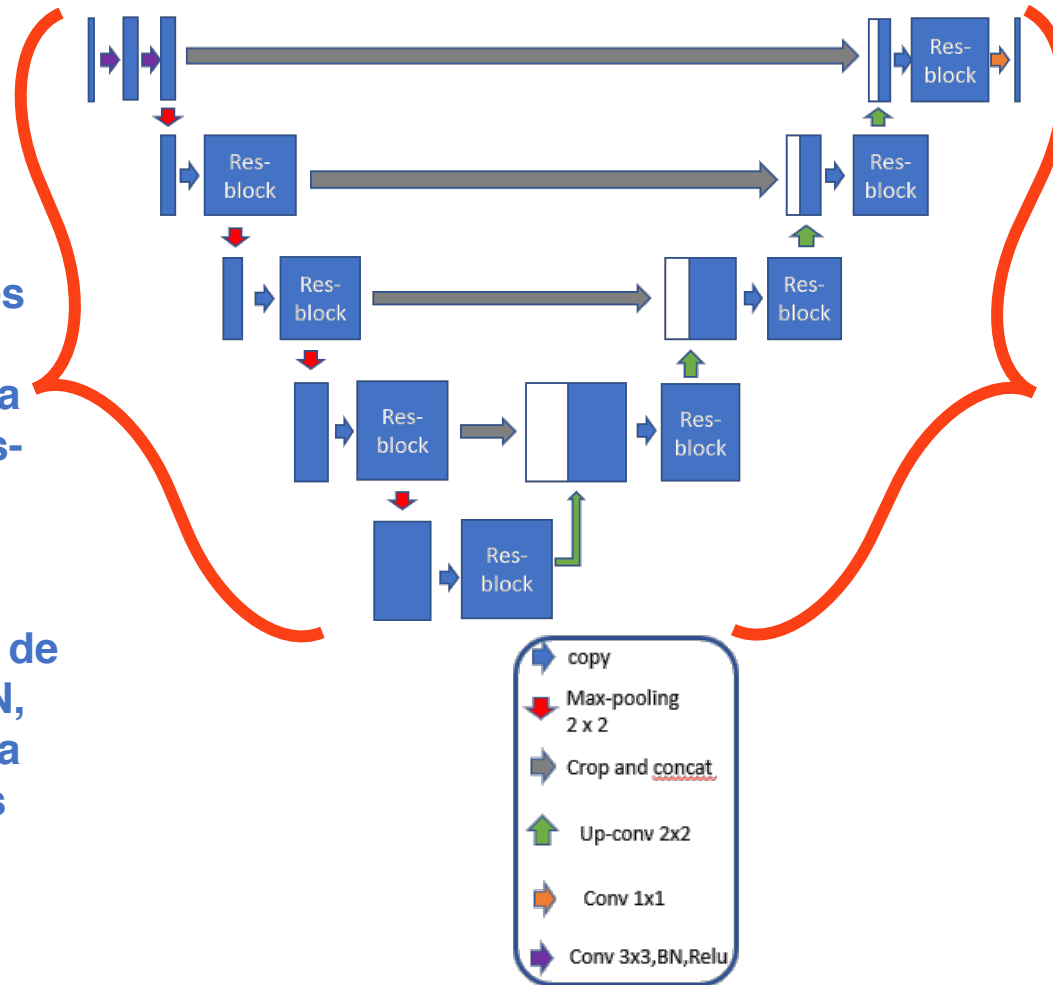 Res-
block
Res-
block
Res-
block
Res-
block
Res-
block
Res-
block
Res-
block
Res-
block
Res-
block
a
s-
de
a
copy
Max-pooling
2 x 2
Crop and concat
Up-conv 2x2
Conv 1x1
Conv 3x3,BN,Relu